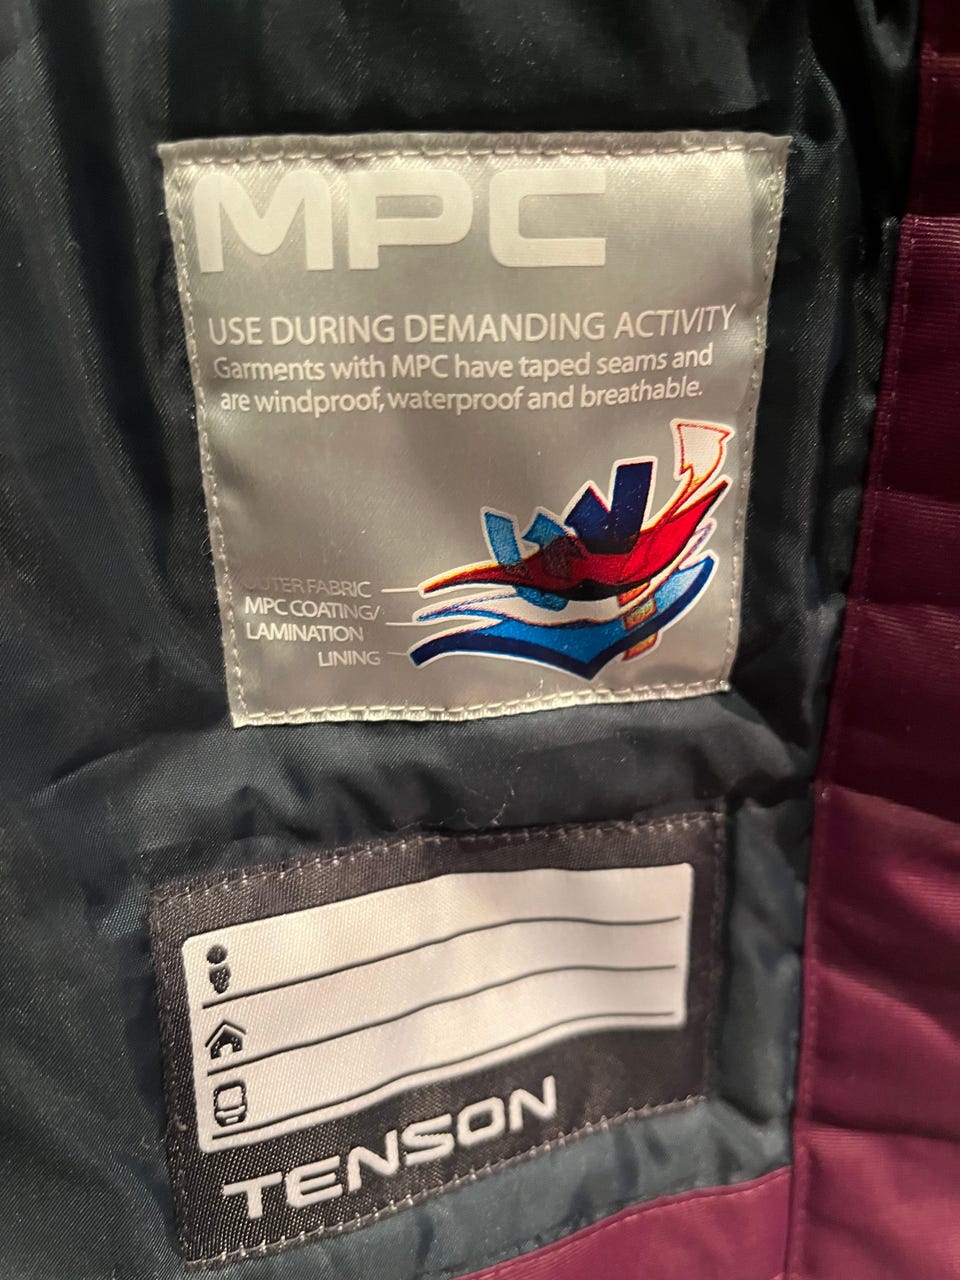 MPC
USE DURING DEMANDING ACTIVITY
Garments with MPC have taped seams and
are windproof, waterproof and breathable.
OUTER FABRIC
MPC COATING/
LAMINATION
LINING
TENSON